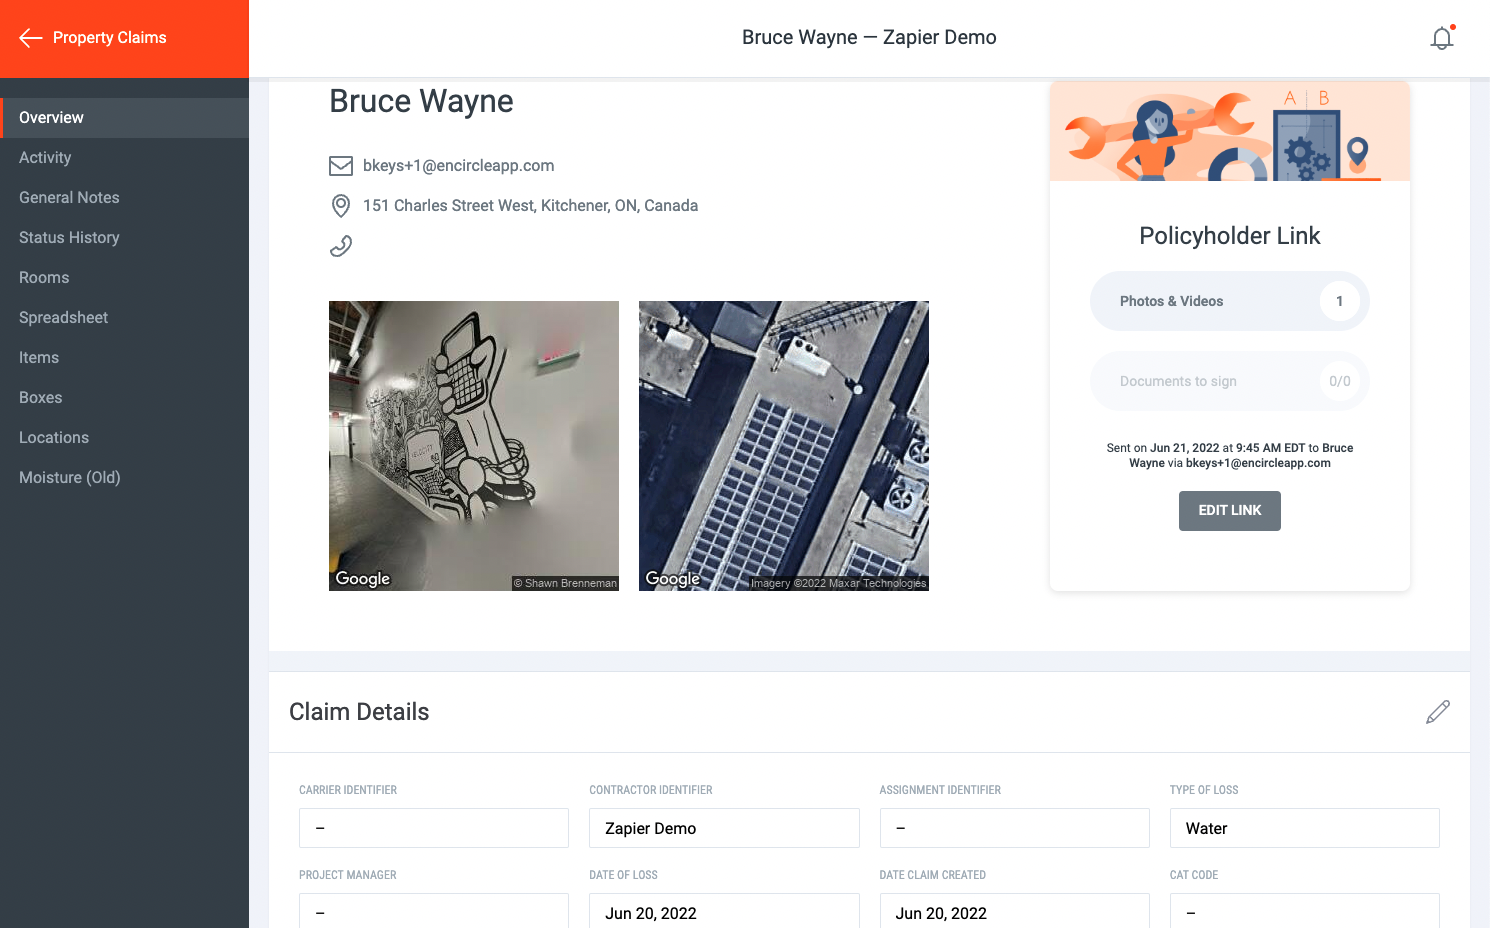 Property Claims
Bruce Wayne — Zapier Demo
Overview
Activity
General Notes
Status History
Rooms
Spreadsheet
Items
Boxes
Locations
Moisture (Old)
Bruce Wayne
bkeys+1@encircleapp.com
151 Charles Street West, Kitchener, ON, Canada
VELOCITY
Google
© Shawn Brenneman
Google
Imagery ©2022 Maxar Technologies
A B
Policyholder Link
Photos & Videos 1
Documents to sign 0/0
Sent on Jun 21, 2022 at 9:45 AM EDT to Bruce
Wayne via bkeys+1@encircleapp.com
EDIT LINK
Claim Details
CARRIER IDENTIFIER CONTRACTOR IDENTIFIER ASSIGNMENT IDENTIFIER TYPE OF LOSS
– Zapier Demo – Water
PROJECT MANAGER DATE OF LOSS DATE CLAIM CREATED CAT CODE
– Jun 20, 2022 Jun 20, 2022 –